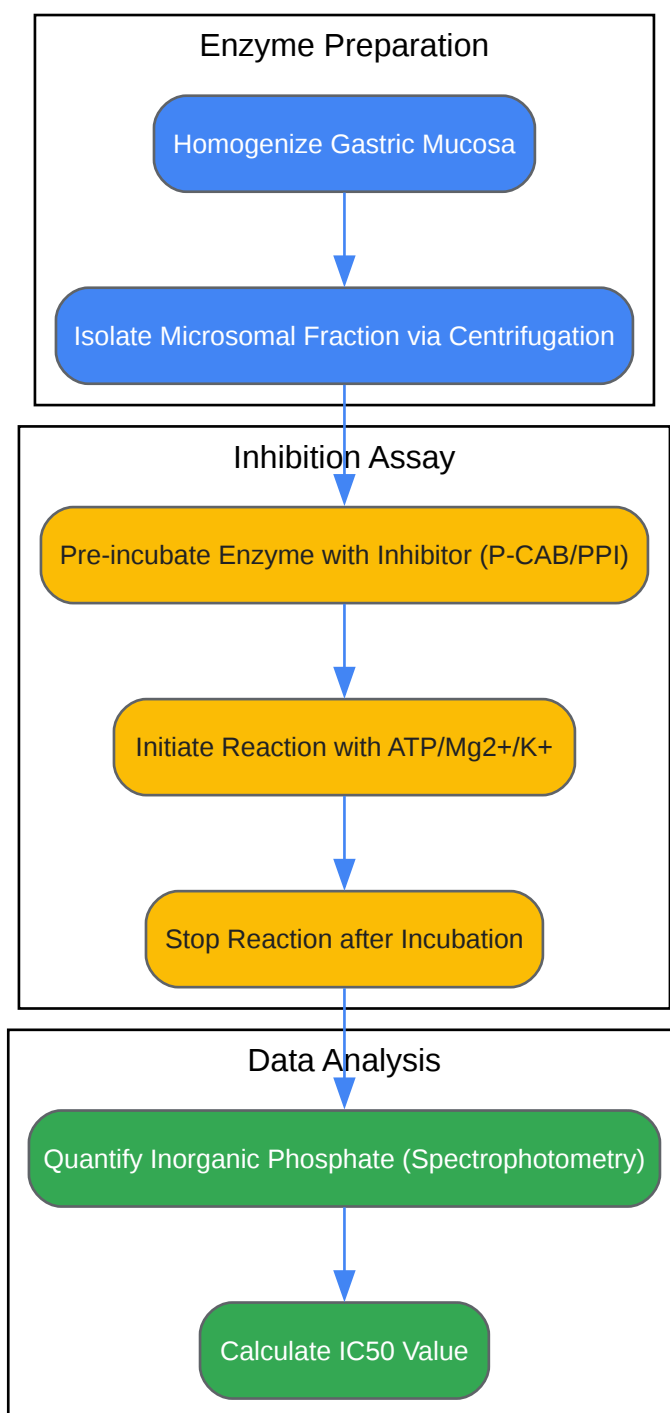 Enzyme Preparation
Homogenize Gastric Mucosa
Isolate Microsomal Fraction via Centrifugation
Inhibition Assay
Pre-incubate Enzyme with Inhibitor (P-CAB/PPI)
Initiate Reaction with ATP/Mg2+/K+
Stop Reaction after Incubation
Data Analysis
Quantify Inorganic Phosphate (Spectrophotometry)
Calculate IC50 Value